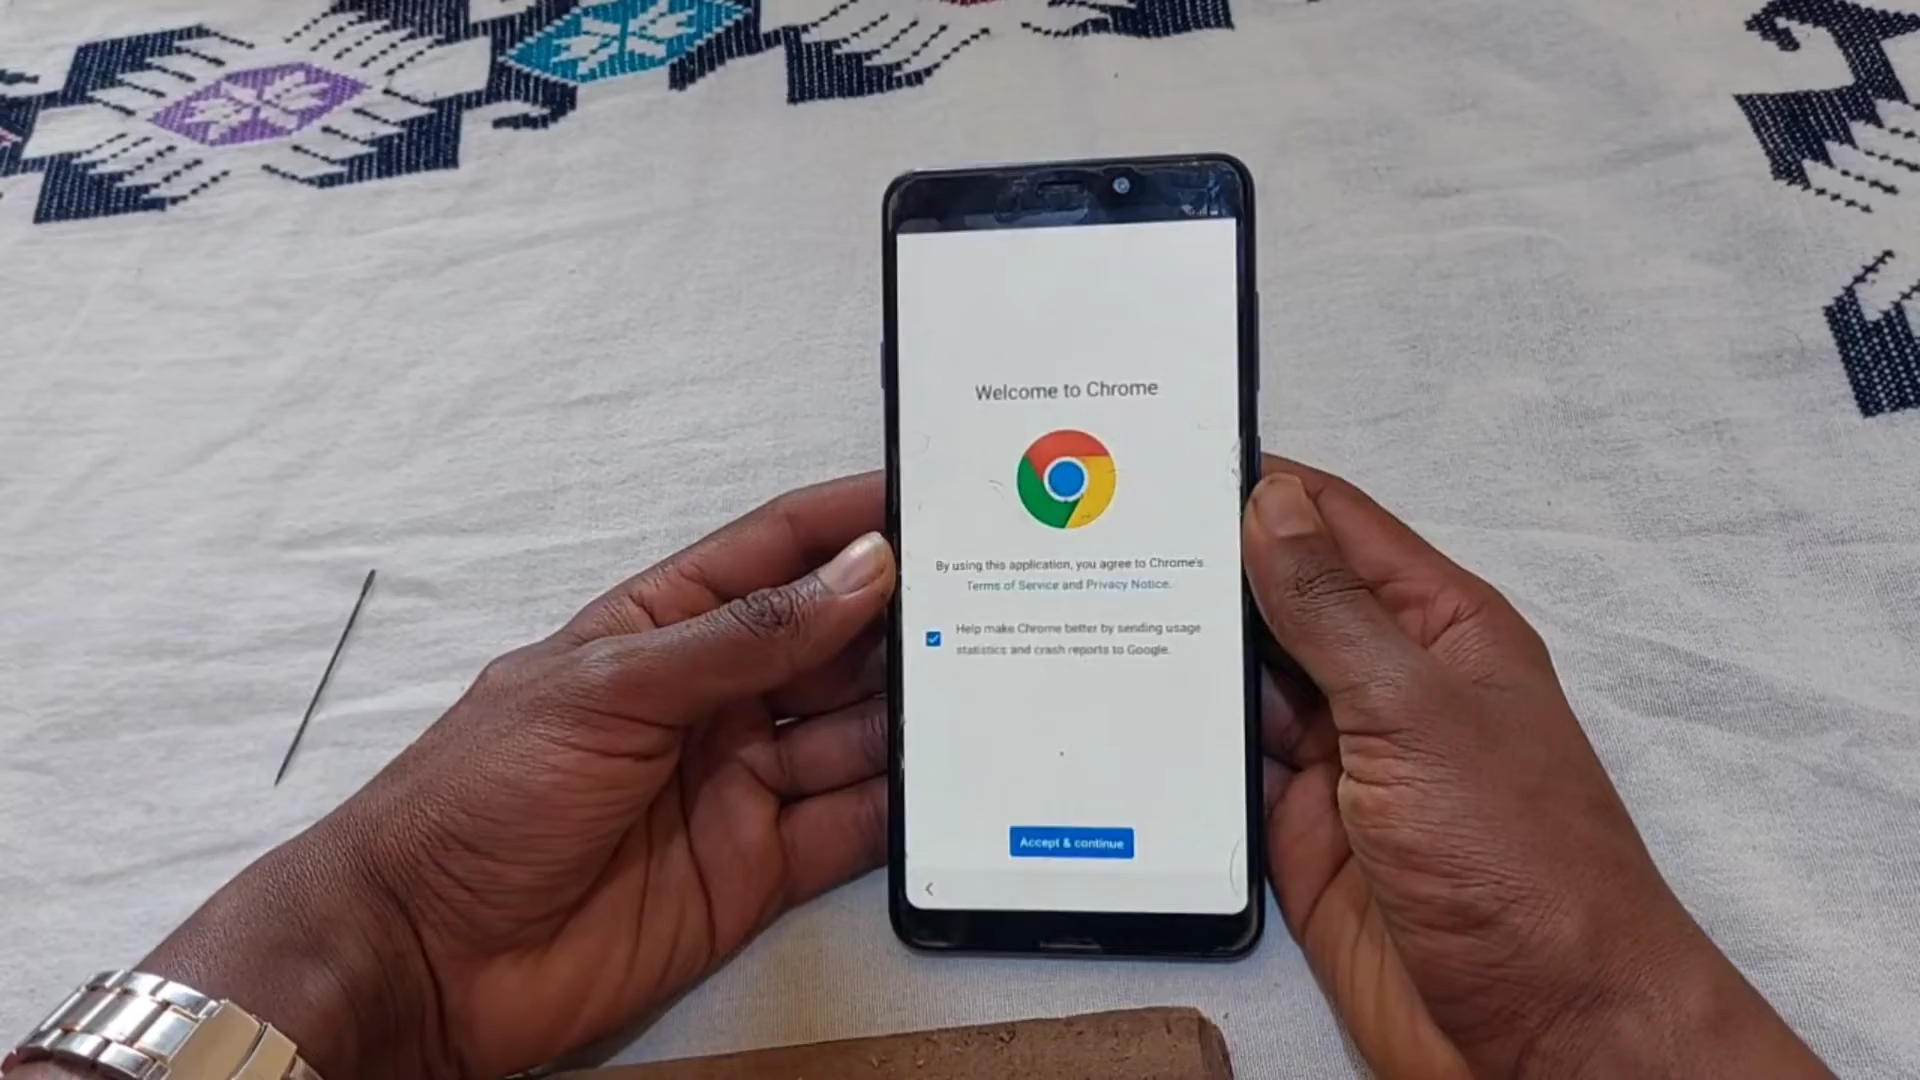 Welcome to Chrome
By using this application, you agree to Chrome's
Terms of Service and Privacy Notice.
Help make Chrome better by sending usage
statistics and crash reports to Google.
Accept & continue